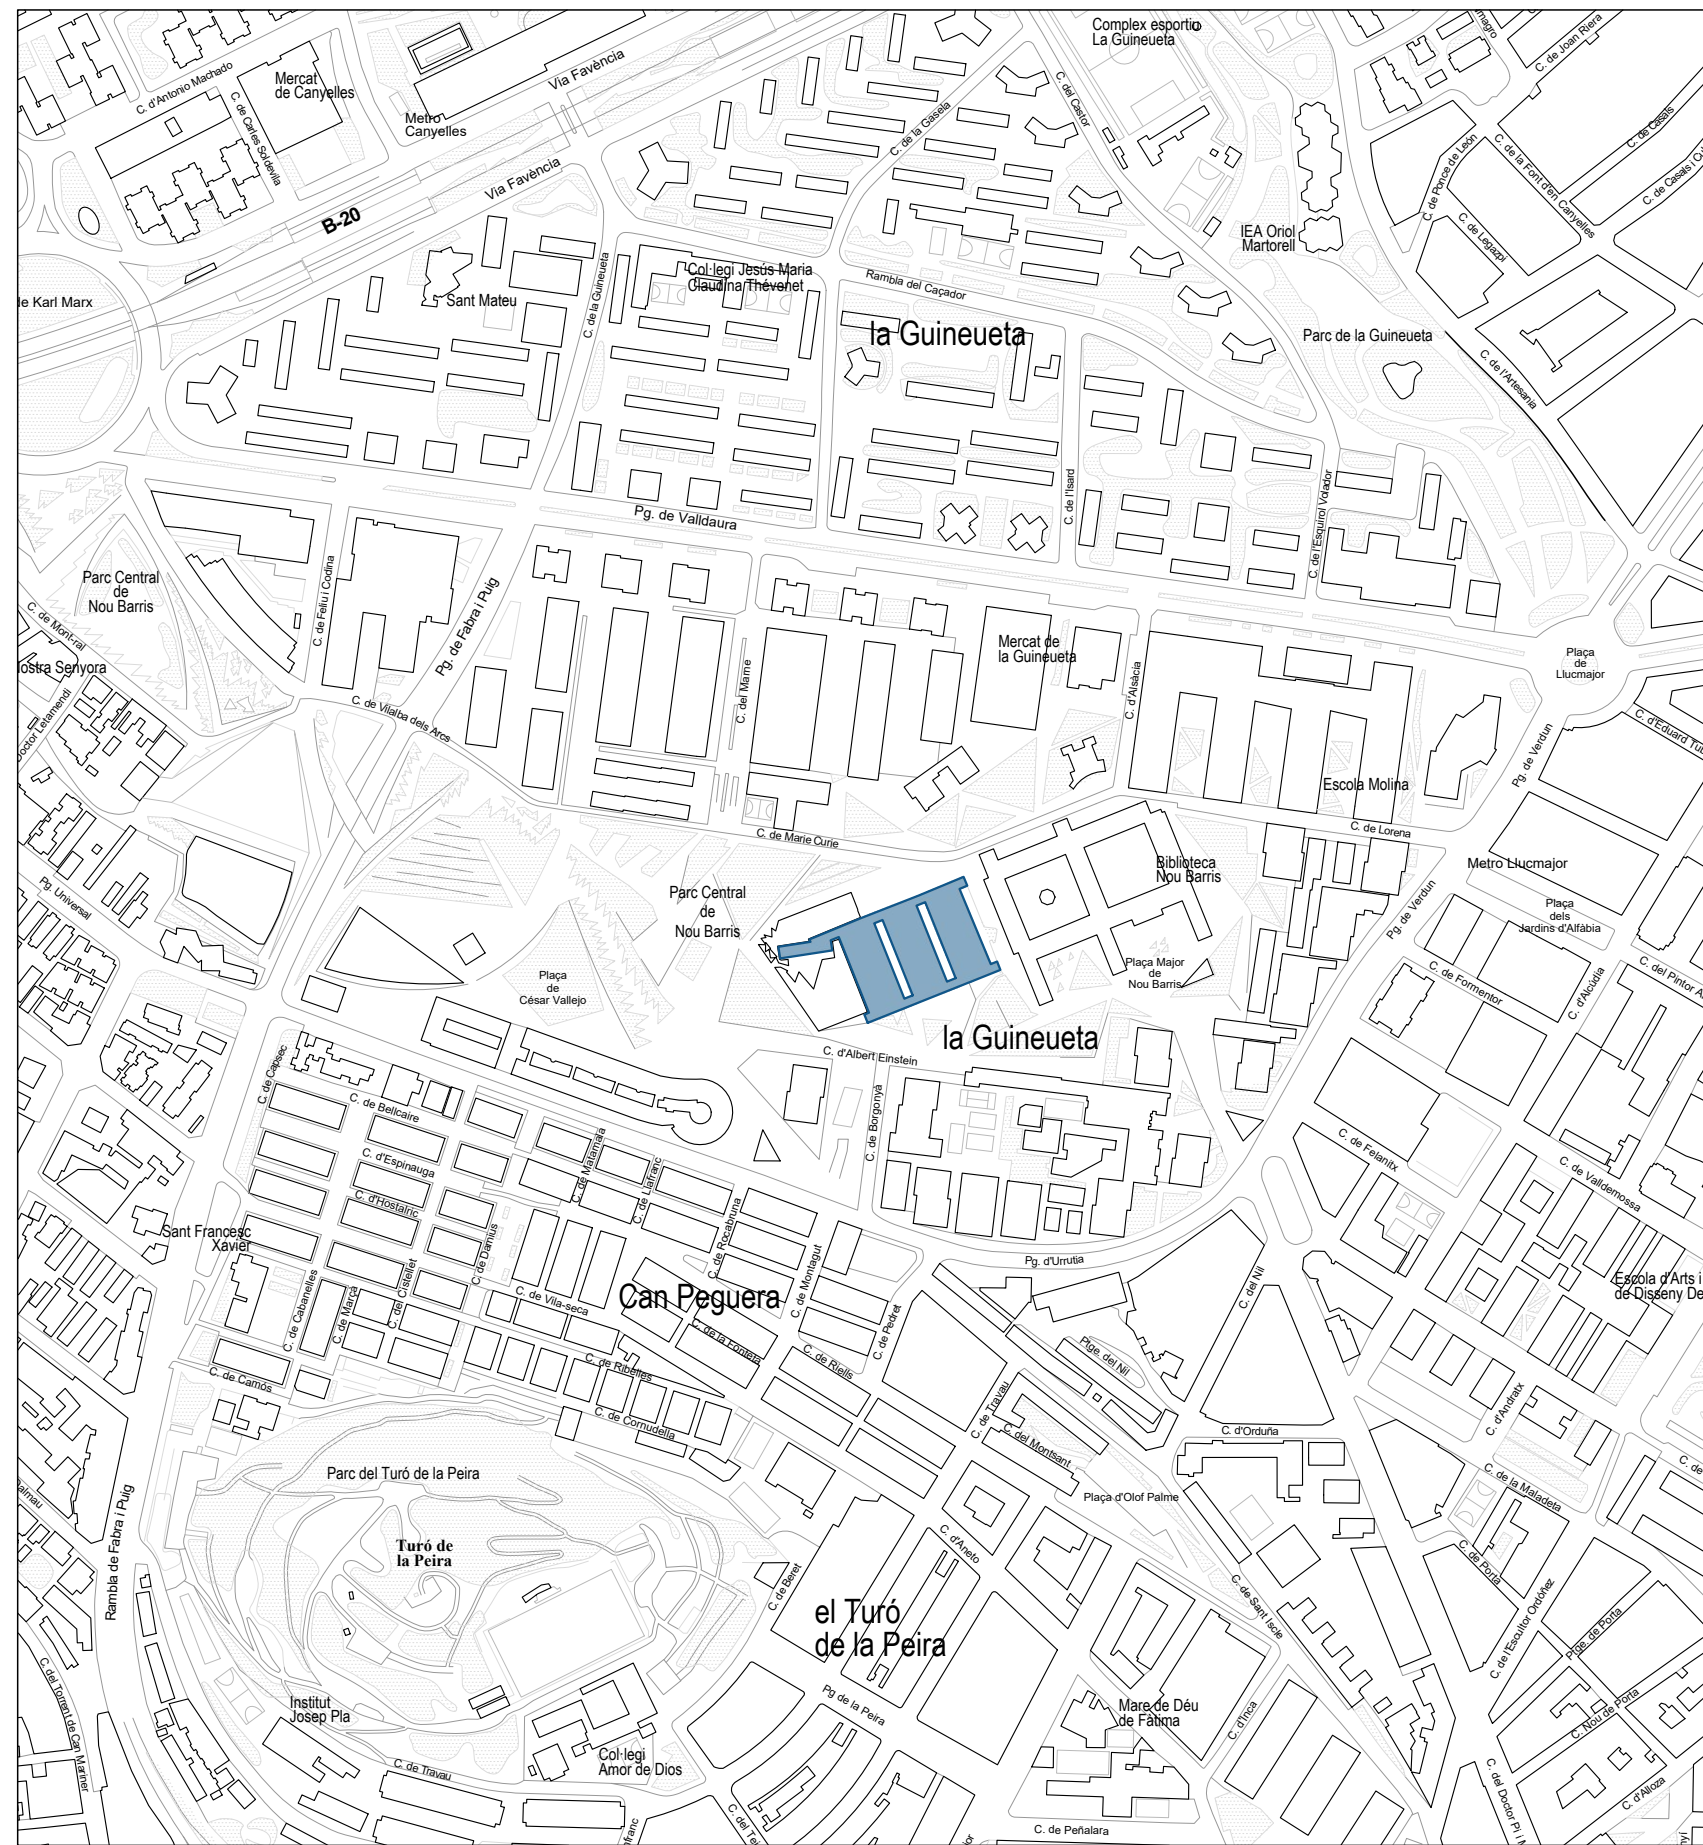 Complex esportiu
La Guineueta
C. de Joan Riera
Via Favència
C. d'Antonio Machado
Mercat
de Canyelles
C. de Carles Soldevila
Metro
Canyelles
C. de la Gasela
C. del Castor
C. de Casals
C. de Ponce de León
C. de la Font d'en Canyelles
Via Favència
B-20
C. de Legazpi
IEA Oriol
Martorell
Col·legi Jesús Maria
Claudina Thévenet
Rambla del Caçador
de Karl Marx
Sant Mateu
C. de la Guineueta
la Guineueta
Parc de la Guineueta
C. de l'Artesania
C. de l'Isard
C. de l'Esquirol Volador
Pg. de Valldaura
Parc Central
de
Nou Barris
C. de Feliu i Codina
Pg. de Fabra i Puig
C. de Mont-ral
Mercat de
la Guineueta
Plaça
de
Llucmajor
C. del Marne
C. d'Alsàcia
Doctor Letamendi
C. de Vilalba dels Arcs
Pg. de Verdun
Escola Molina
C. de Lorena
C. de Marie Curie
Biblioteca
Nou Barris
Metro Llucmajor
Pg. Universal
Parc Central
de
Nou Barris
Plaça
dels
Jardins d'Alfàbia
Pg. de Verdun
Plaça
de
César Vallejo
Plaça Major
de
Nou Barris
C. de Formentor
C. d'Alcúdia
C. del Pintor A
la Guineueta
C. d'Albert Einstein
C. de Capsec
C. de Bellcaire
C. de Borgonyà
C. d'Espinauga
C. de Matamala
C. de Llafranc
C. de Felanitx
C. de Valldemossa
C. d'Hostalric
C. de Rocabruna
Sant Francesc
Xavier
C. de Damius
C. de Montagut
Pg. d'Urrutia
C. del Nil
C. de Cabanelles
C. de Marçà
C. del Cistellet
C. de Vila-seca
Can Peguera
Escola d'Arts i
de Disseny De
C. de la Fontela
C. de Pedret
C. de Riells
C. de Ribelles
Ptge. del Nil
C. de Camós
C. de Cornudella
C. de Travau
C. del Montsant
C. d'Orduña
C. d'Andratx
Parc del Turó de la Peira
Plaça d'Olof Palme
C. de la Maladeta
Rambla de Fabra i Puig
Turó de
la Peira
C. d'Aneto
C. de Porta
C. de Beret
el Turó
de la Peira
C. de Sant Iscle
C. de l'Escultor Ordóñez
Ptge. de Porta
C. del Torrent de Can Mariner
Institut
Josep Pla
Pg de la Peira
Mare de Déu
de Fàtima
C. d'Inca
C. Nou de Porta
Col·legi
Amor de Dios
C. de Travau
C. d'Alloza
C. de Peñalara